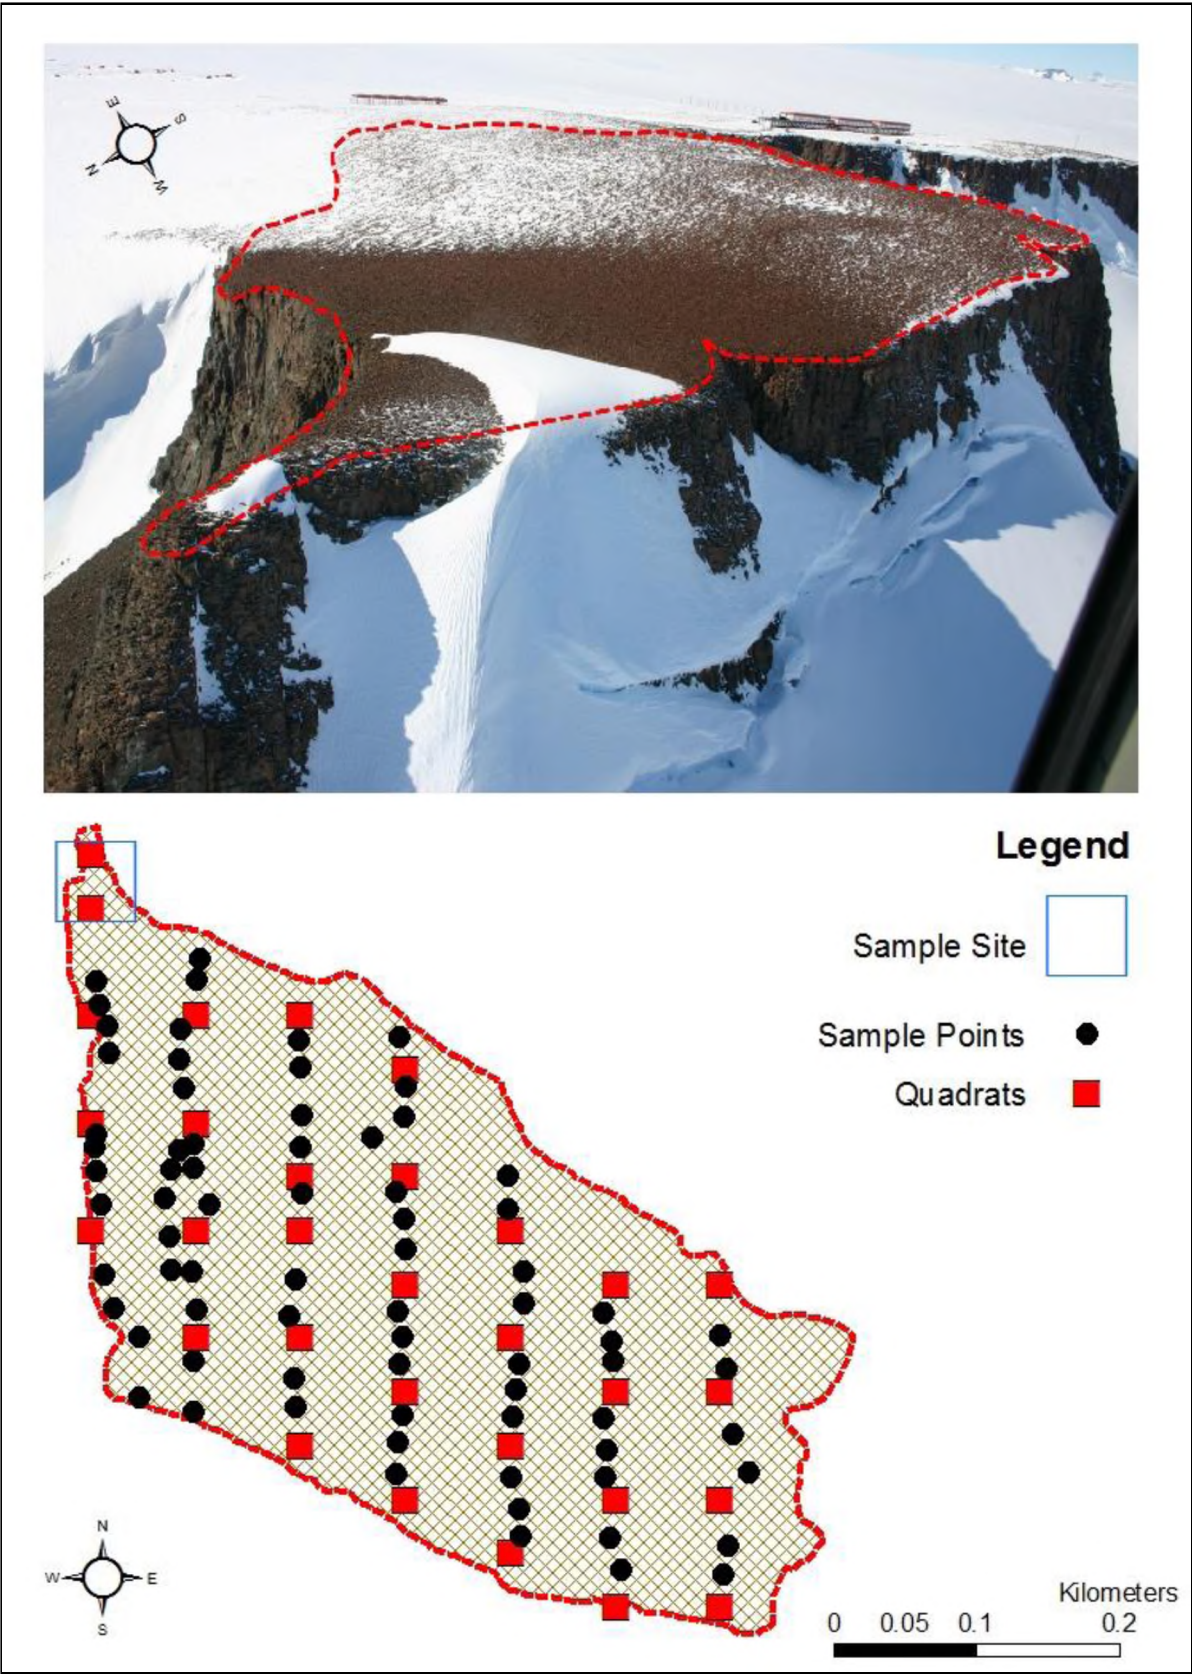 E
S
N
W
Legend
Sample Site
Sample Points
Quadrats
N
W E
S
Kilometers
0 0.05 0.1 0.2